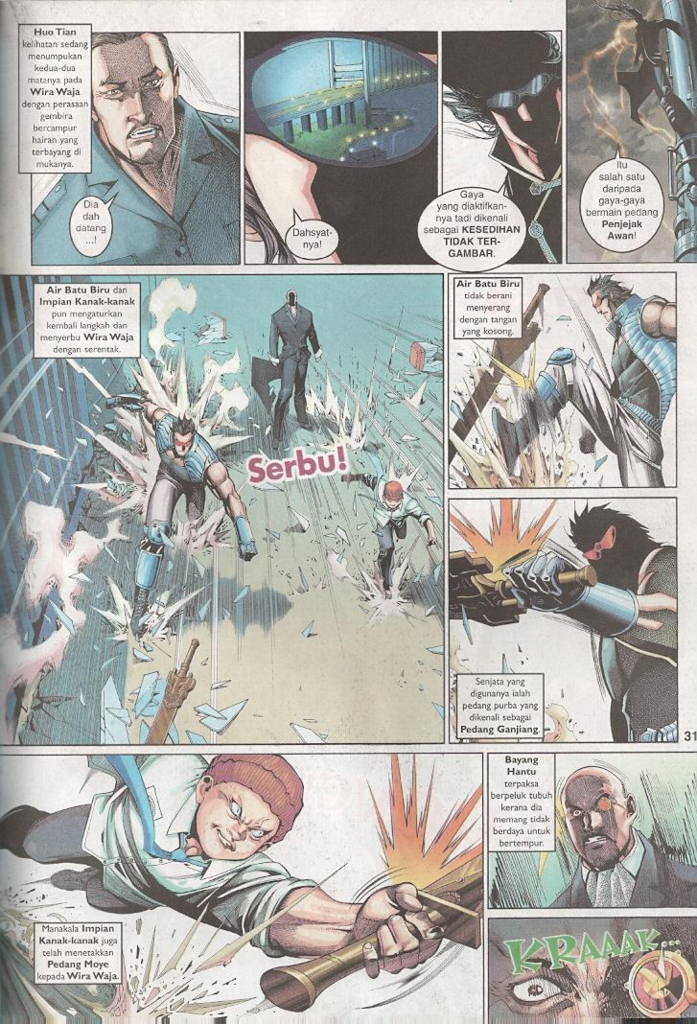 Huo Tian
kelihatan sedang
menumpukan
kedua-dua
matanya pada
Wira Waja
dengan perasaan
gembira
bercampur
hairan yang
terbayang di
mukanya.
Dia
dah
datang
...!
Dahsyat-
nya!
Gaya
yang diaktifkan-
nya tadi dikenali
sebagai KESEDIHAN
TIDAK TER-
GAMBAR.
Itu
salah satu
daripada
gaya-gaya
bermain pedang
Penjejak
Awan!
Air Batu Biru dan
Impian Kanak-kanak
pun mengaturkan
kembali langkah dan
menyerbu Wira Waja
dengan serentak.
Serbu!
Air Batu Biru
tidak berani
menyerang
dengan tangan
yang kosong.
Senjata yang
digunanya ialah
pedang purba yang
dikenali sebagai
Pedang Ganjiang.
31
Manakala Impian
Kanak-kanak juga
telah menetakkan
Pedang Moye
kepada Wira Waja.
Bayang
Hantu
terpaksa
berpeluk tubuh
kerana dia
memang tidak
berdaya untuk
bertempur.
KRAAAK...